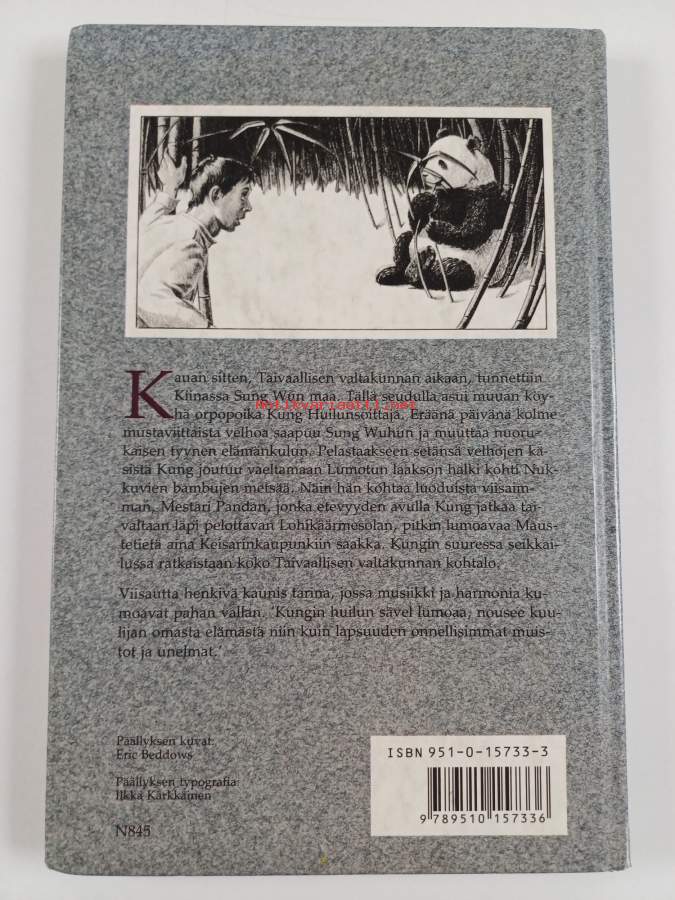 Kauan sitten, Taivaallisen valtakunnan aikaan, tunnettiin
Kiinassa Sung Wun maa. Tällä seudulla asui muuan köy-
hä orpopoika Kung Huilunsoittaja. Eräänä päivänä kolme
mustaviittaista velhoa saapuu Sung Wuhun ja muuttaa nuoru-
kaisen tyynen elämänkulun. Pelastaakseen setänsä velhojen kä-
sistä Kung joutuu vaeltamaan Lumotun laakson halki kohti Nuk-
kuvien bambujen metsää. Näin hän kohtaa luoduista viisaim-
man, Mestari Pandan, jonka etevyyden avulla Kung jatkaa tai-
valtaan läpi pelottavan Lohikäärmesolan, pitkin lumoavaa Maus-
tetietä aina Keisarinkaupunkiin saakka. Kungin suuressa seikkai-
lussa ratkaistaan koko Taivaallisen valtakunnan kohtalo.
Viisautta henkivä kaunis tarina, jossa musiikki ja harmonia ku-
moavat pahan vallan. 'Kungin huilun sävel lumoaa, nousee kuu-
lijan omasta elämästä niin kuin lapsuuden onnellisimmat muis-
tot ja unelmat.'
Päällyksen kuvat:
Eric Beddows
Päällyksen typografia:
Ilkka Kärkkäinen
N845
ISBN 951-0-15733-3
9 789510 157336